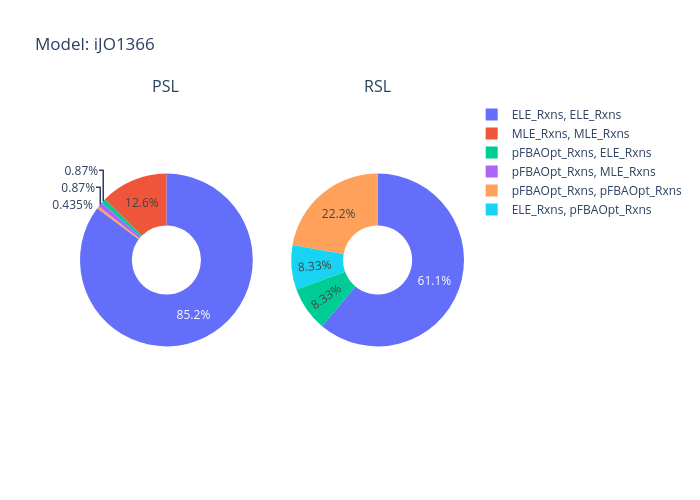 Model: iJO1366
PSL
RSL
ELE_Rxns, ELE_Rxns
MLE_Rxns, MLE_Rxns
pFBAOpt_Rxns, ELE_Rxns
pFBAOpt_Rxns, MLE_Rxns
pFBAOpt_Rxns, pFBAOpt_Rxns
ELE_Rxns, pFBAOpt_Rxns
0.87%
0.87%
0.435%
12.6%
85.2%
22.2%
8.33%
8.33%
61.1%